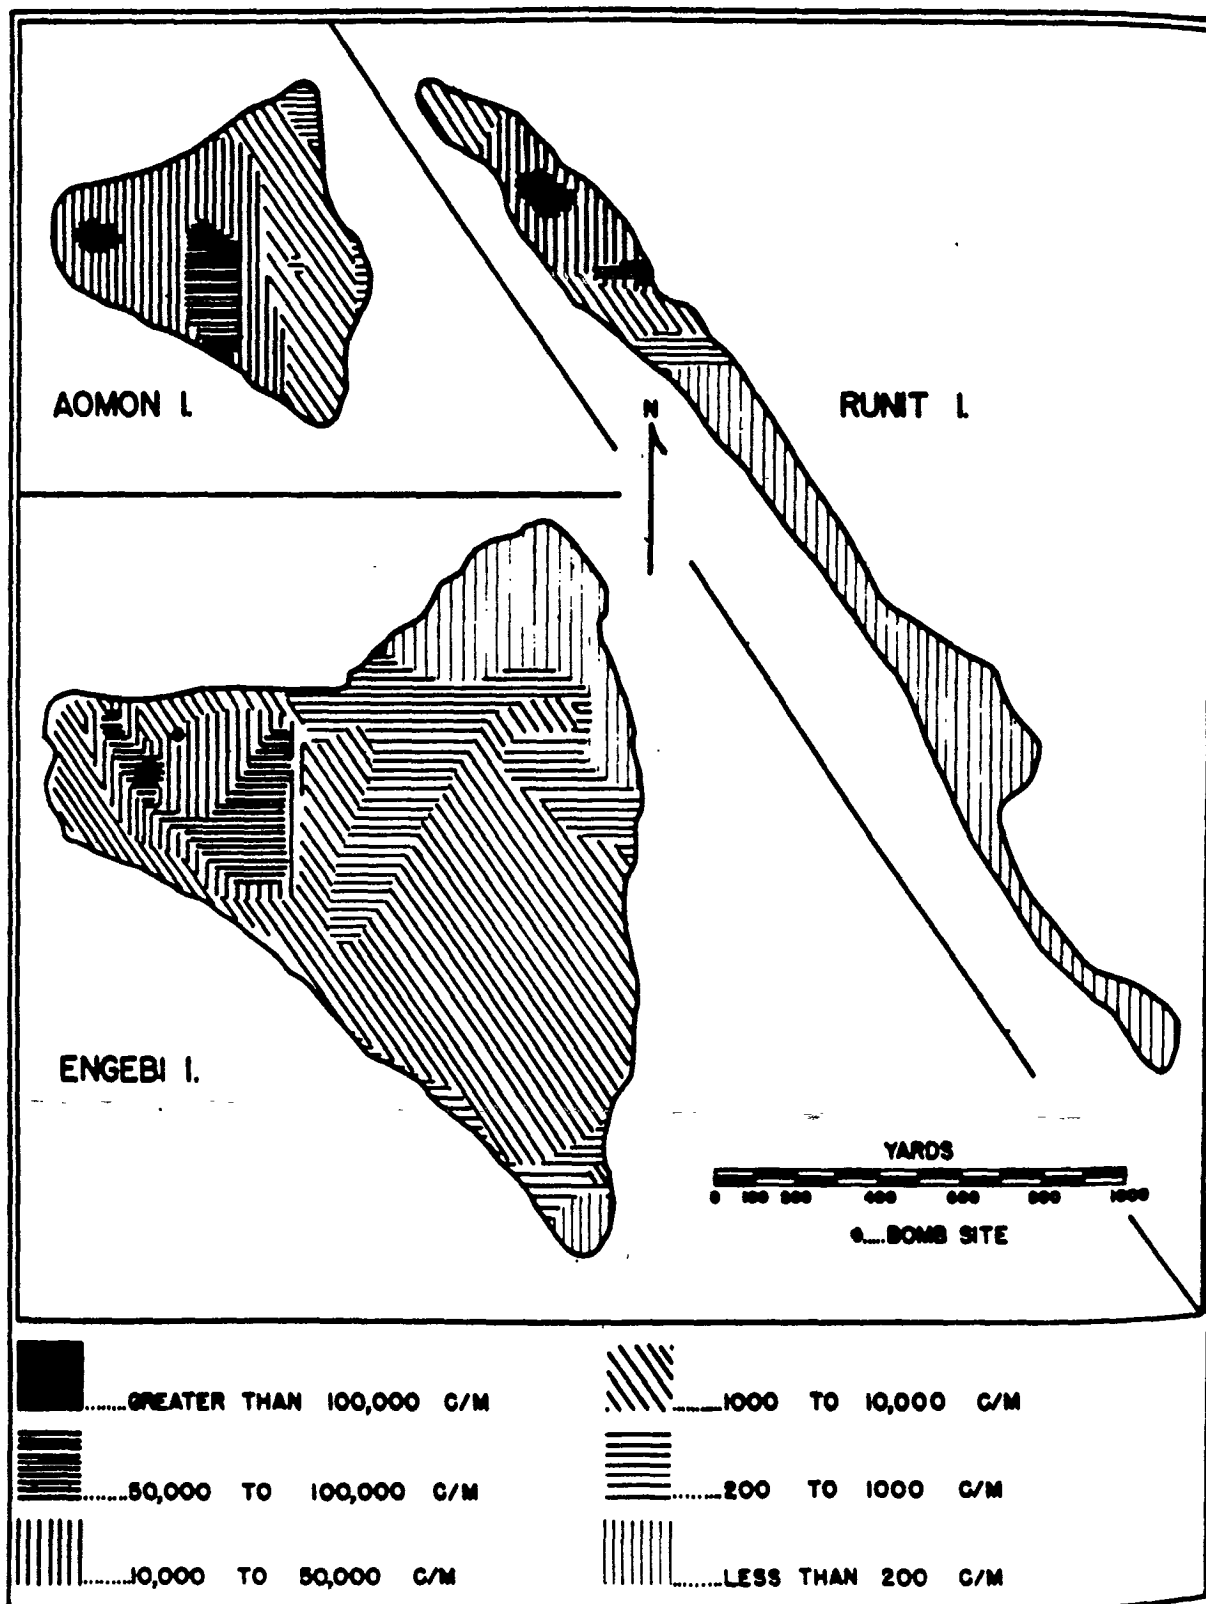 AOMON I.
RUNIT I.
N
ENGEBI I.
YARDS
0 100 200 400 600 800 1000
.....BOMB SITE
........GREATER THAN 100,000 C/M
........50,000 TO 100,000 C/M
........10,000 TO 50,000 C/M
........1000 TO 10,000 C/M
........200 TO 1000 C/M
........LESS THAN 200 C/M